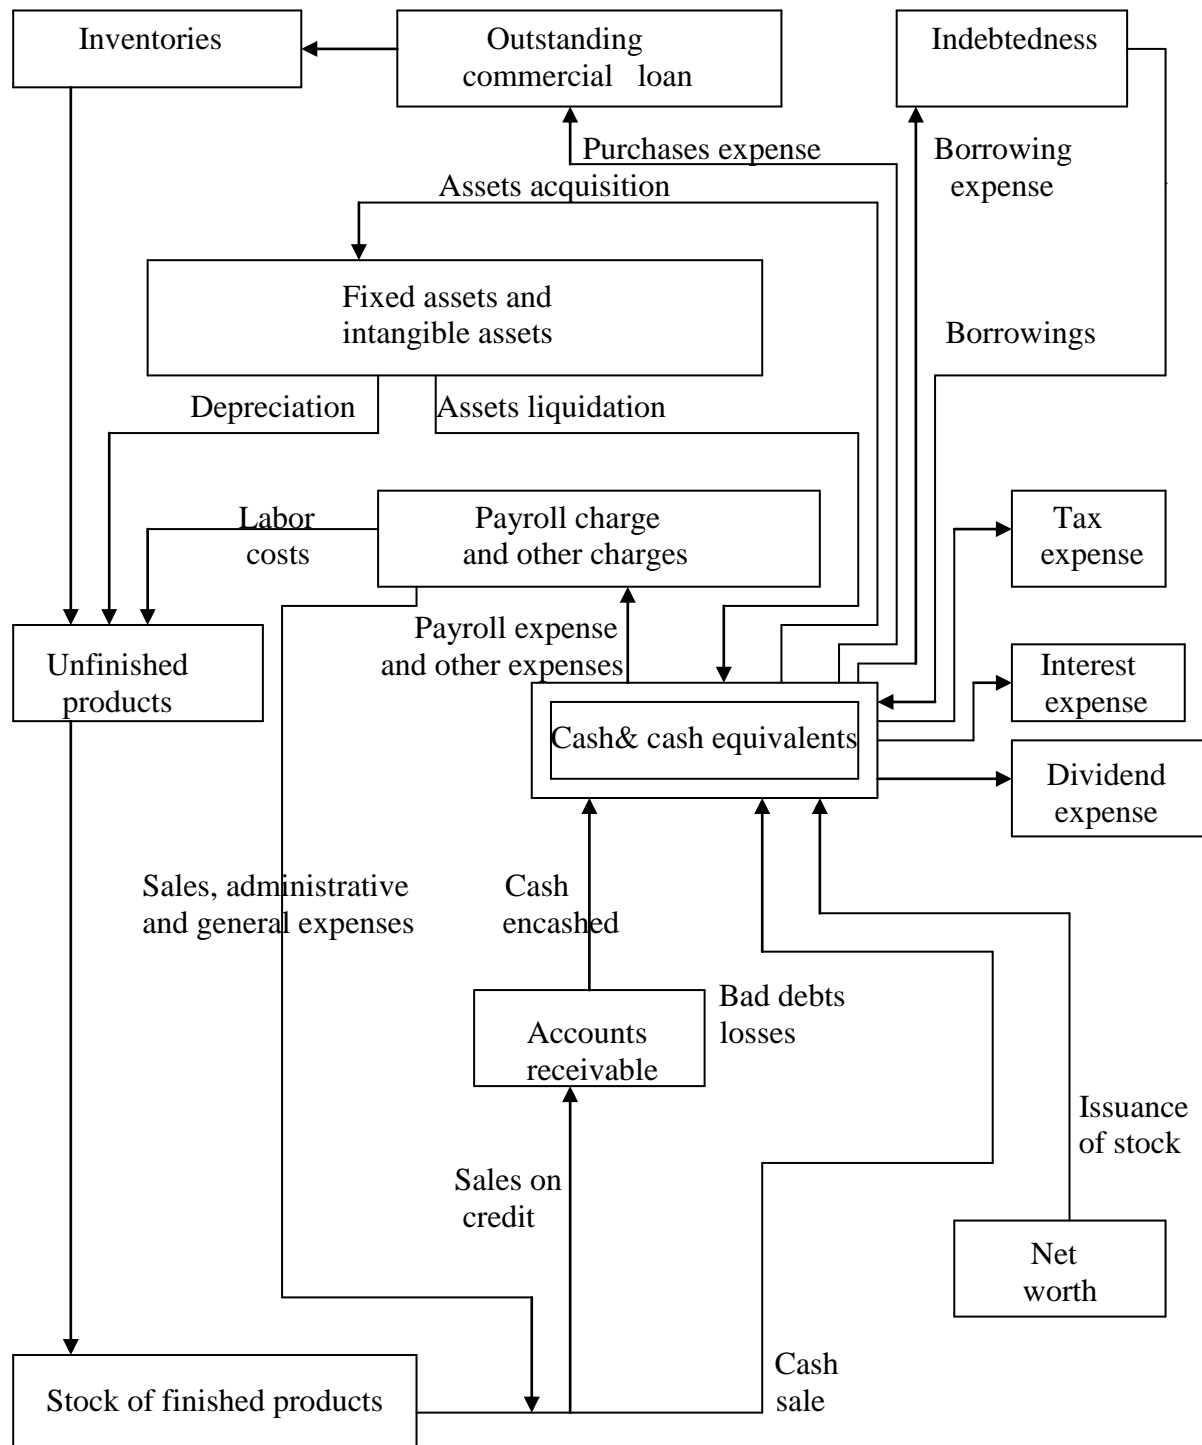 Inventories
Outstanding
commercial loan
Indebtedness
Purchases expense
Borrowing
expense
Assets acquisition
Fixed assets and
intangible assets
Borrowings
Depreciation
Assets liquidation
Labor
costs
Payroll charge
and other charges
Tax
expense
Payroll expense
and other expenses
Unfinished
products
Interest
expense
Cash& cash equivalents
Dividend
expense
Sales, administrative
and general expenses
Cash
encashed
Accounts
receivable
Bad debts
losses
Issuance
of stock
Sales on
credit
Net
worth
Stock of finished products
Cash
sale